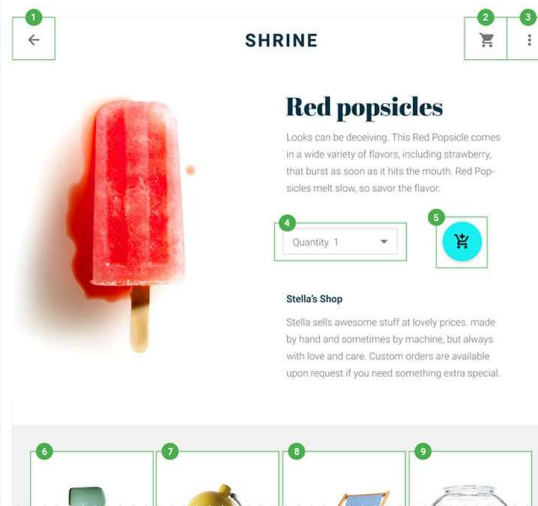 1
2
3
SHRINE
Red popsicles
Looks can be deceiving. This Red Popsicle comes
in a wide variety of flavors, including strawberry,
that burst as soon as it hits the mouth. Red Pop-
sicles melt slow, so savor the flavor.
4
5
Quantity 1
Stella's Shop
Stella sells awesome stuff at lovely prices. made
by hand and sometimes by machine, but always
with love and care. Custom orders are available
upon request if you need something extra special.
6
7
8
9